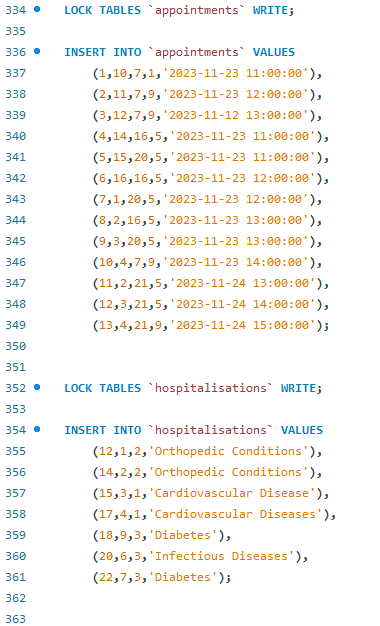 334 LOCK TABLES `appointments` WRITE;
335
336 INSERT INTO `appointments` VALUES
337 (1,10,7,1,'2023-11-23 11:00:00'),
338 (2,11,7,9,'2023-11-23 12:00:00'),
339 (3,12,7,9,'2023-11-12 13:00:00'),
340 (4,14,16,5,'2023-11-23 11:00:00'),
341 (5,15,20,5,'2023-11-23 11:00:00'),
342 (6,16,16,5,'2023-11-23 12:00:00'),
343 (7,1,20,5,'2023-11-23 12:00:00'),
344 (8,2,16,5,'2023-11-23 13:00:00'),
345 (9,3,20,5,'2023-11-23 13:00:00'),
346 (10,4,7,9,'2023-11-23 14:00:00'),
347 (11,2,21,5,'2023-11-24 13:00:00'),
348 (12,3,21,5,'2023-11-24 14:00:00'),
349 (13,4,21,9,'2023-11-24 15:00:00');
350
351
352 LOCK TABLES `hospitalisations` WRITE;
353
354 INSERT INTO `hospitalisations` VALUES
355 (12,1,2,'Orthopedic Conditions'),
356 (14,2,2,'Orthopedic Conditions'),
357 (15,3,1,'Cardiovascular Disease'),
358 (17,4,1,'Cardiovascular Diseases'),
359 (18,9,3,'Diabetes'),
360 (20,6,3,'Infectious Diseases'),
361 (22,7,3,'Diabetes');
362
363